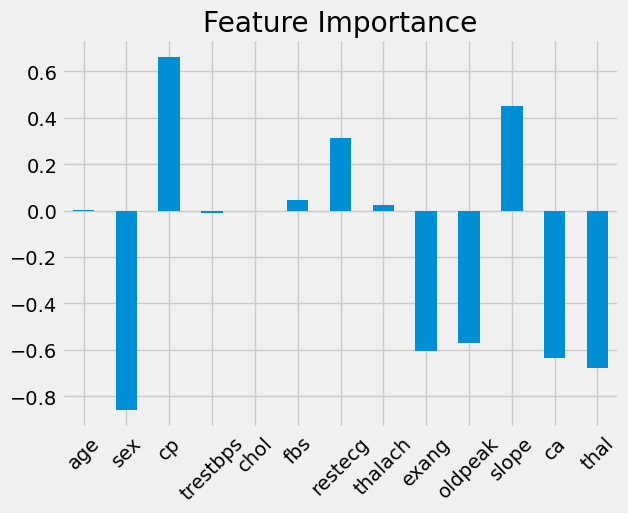 Feature Importance
0.6
0.4
0.2
0.0
−0.2
−0.4
−0.6
−0.8
age
sex
cp
trestbps
chol
fbs
restecg
thalach
exang
oldpeak
slope
ca
thal